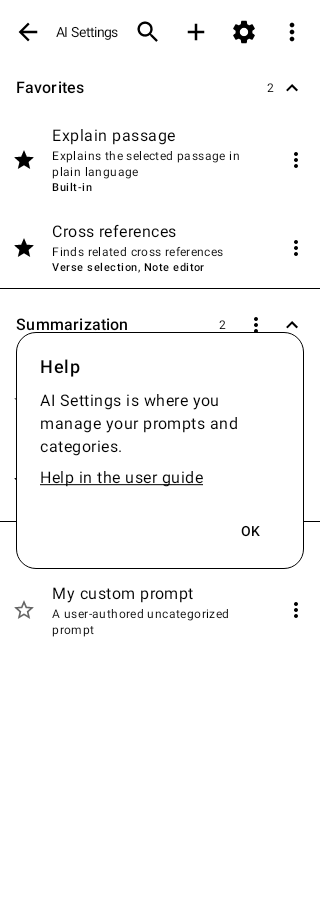 AI Settings
Favorites 2
Explain passage
Explains the selected passage in
plain language
Built-in
Cross references
Finds related cross references
Verse selection, Note editor
Summarization 2
Help
AI Settings is where you
manage your prompts and
categories.
Help in the user guide
OK
My custom prompt
A user-authored uncategorized
prompt